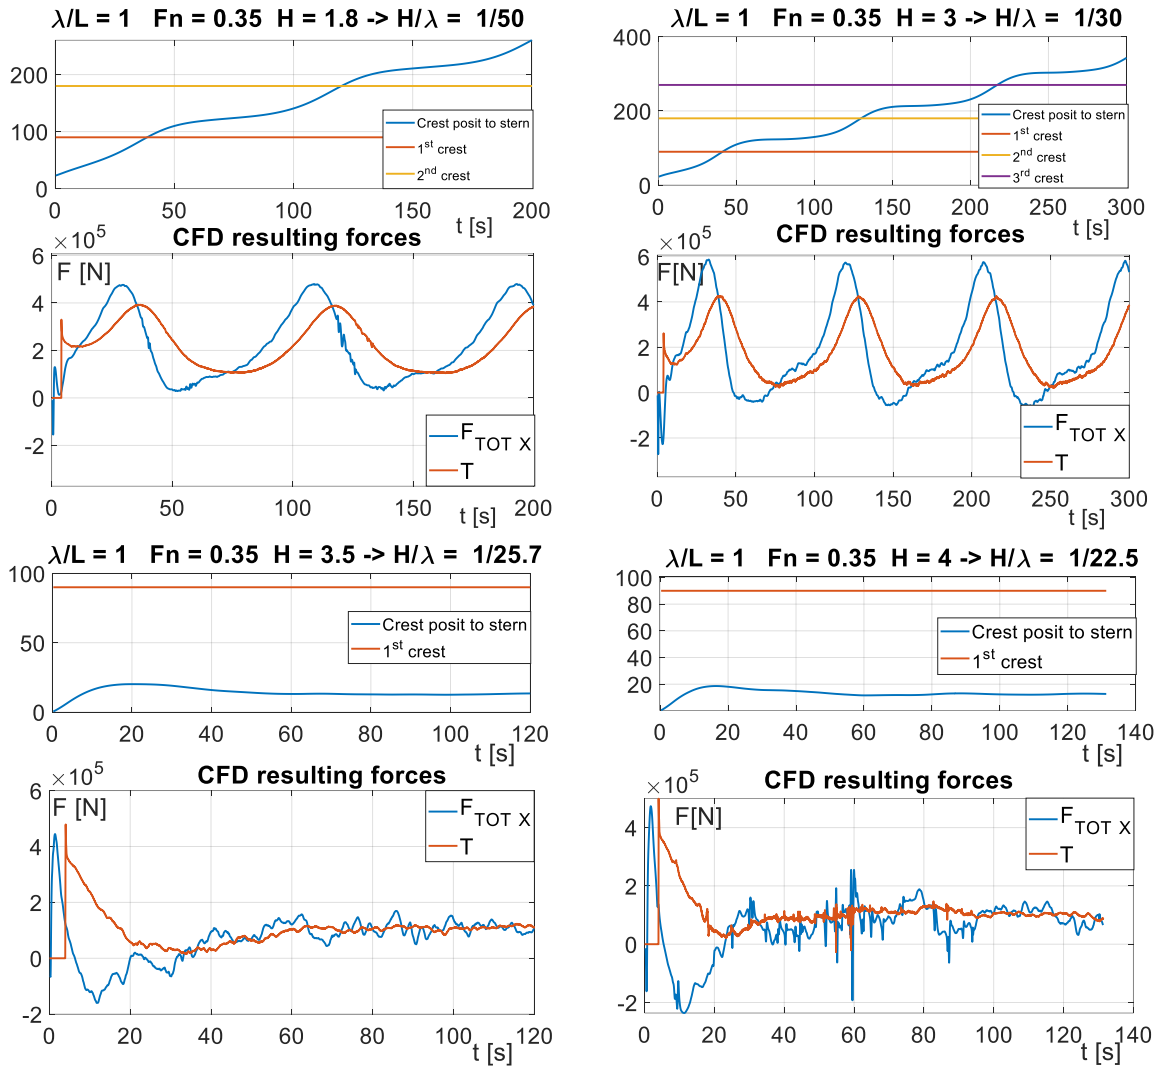 λ/L = 1 Fn = 0.35 H = 1.8 -> H/λ = 1/50
200
100
0
Crest posit to stern
1st crest
2nd crest
0 50 100 150 200
t [s]
×10^5
CFD resulting forces
F [N]
6
4
2
0
-2
F_TOT X
T
0 50 100 150 200
t [s]
λ/L = 1 Fn = 0.35 H = 3 -> H/λ = 1/30
400
300
200
100
0
Crest posit to stern
1st crest
2nd crest
3rd crest
0 50 100 150 200 250 300
t [s]
×10^5
CFD resulting forces
F[N]
6
4
2
0
-2
F_TOT X
T
0 50 100 150 200 250 300
t [s]
λ/L = 1 Fn = 0.35 H = 3.5 -> H/λ = 1/25.7
100
50
0
Crest posit to stern
1st crest
0 20 40 60 80 100 120
t [s]
×10^5
CFD resulting forces
F [N]
6
4
2
0
-2
F_TOT X
T
0 20 40 60 80 100 120
t [s]
λ/L = 1 Fn = 0.35 H = 4 -> H/λ = 1/22.5
100
80
60
40
20
0
Crest posit to stern
1st crest
0 20 40 60 80 100 120 140
t [s]
×10^5
CFD resulting forces
F[N]
4
2
0
-2
F_TOT X
T
0 20 40 60 80 100 120 140
t [s]